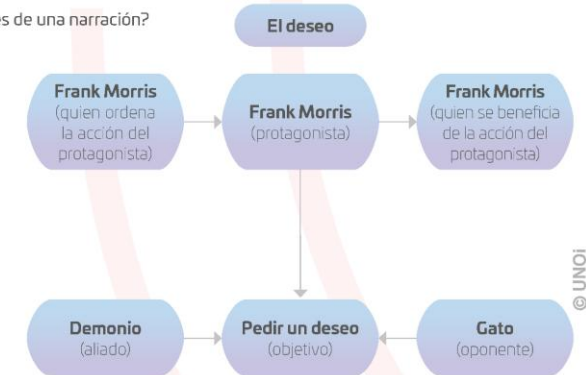 es de una narración?
El deseo
Frank Morris
(quien ordena
la acción del
protagonista)
Frank Morris
(protagonista)
Frank Morris
(quien se beneficia
de la acción del
protagonista)
Demonio
(aliado)
Pedir un deseo
(objetivo)
Gato
(oponente)
© UNOi